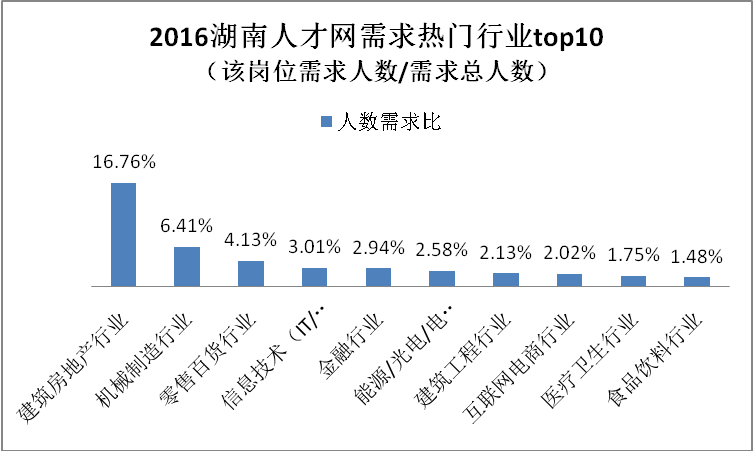 2016湖南人才网需求热门行业top10
（该岗位需求人数/需求总人数）
人数需求比
16.76%
6.41%
4.13%
3.01%
2.94%
2.58%
2.13%
2.02%
1.75%
1.48%
建筑房地产行业
机械制造行业
零售百货行业
信息技术（IT/··
金融行业
能源/光电/电··
建筑工程行业
互联网电商行业
医疗卫生行业
食品饮料行业